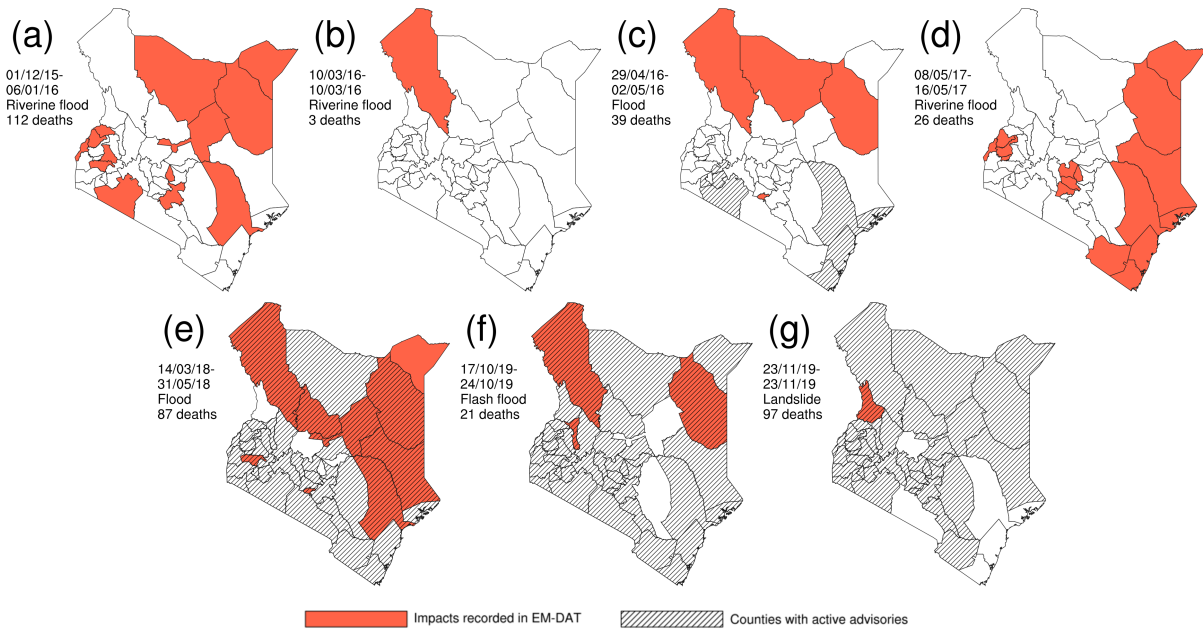 (a)
01/12/15-
06/01/16
Riverine flood
112 deaths
(b)
10/03/16-
10/03/16
Riverine flood
3 deaths
(c)
29/04/16-
02/05/16
Flood
39 deaths
(d)
08/05/17-
16/05/17
Riverine flood
26 deaths
(e)
14/03/18-
31/05/18
Flood
87 deaths
(f)
17/10/19-
24/10/19
Flash flood
21 deaths
(g)
23/11/19-
23/11/19
Landslide
97 deaths
Impacts recorded in EM-DAT
Counties with active advisories